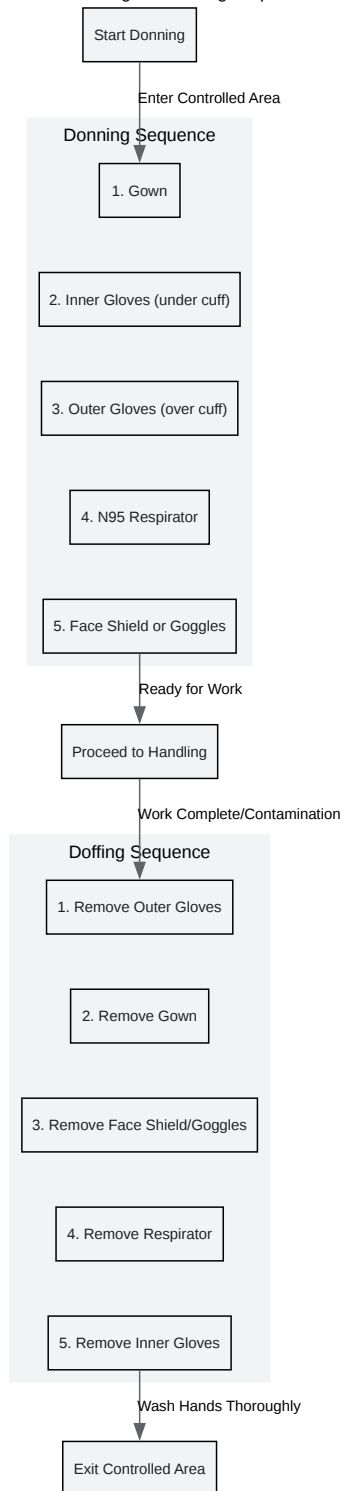 Start Donning
Enter Controlled Area
Donning Sequence
1. Gown
2. Inner Gloves (under cuff)
3. Outer Gloves (over cuff)
4. N95 Respirator
5. Face Shield or Goggles
Ready for Work
Proceed to Handling
Work Complete/Contamination
Doffing Sequence
1. Remove Outer Gloves
2. Remove Gown
3. Remove Face Shield/Goggles
4. Remove Respirator
5. Remove Inner Gloves
Wash Hands Thoroughly
Exit Controlled Area